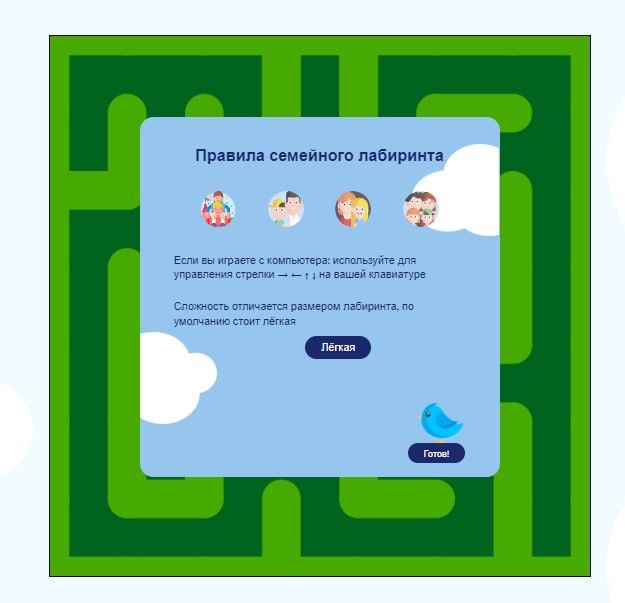 Правила семейного лабиринта
Если вы играете с компьютера: используйте для
управления стрелки → ← ↑ ↓ на вашей клавиатуре
Сложность отличается размером лабиринта, по
умолчанию стоит лёгкая
Лёгкая
Готов!